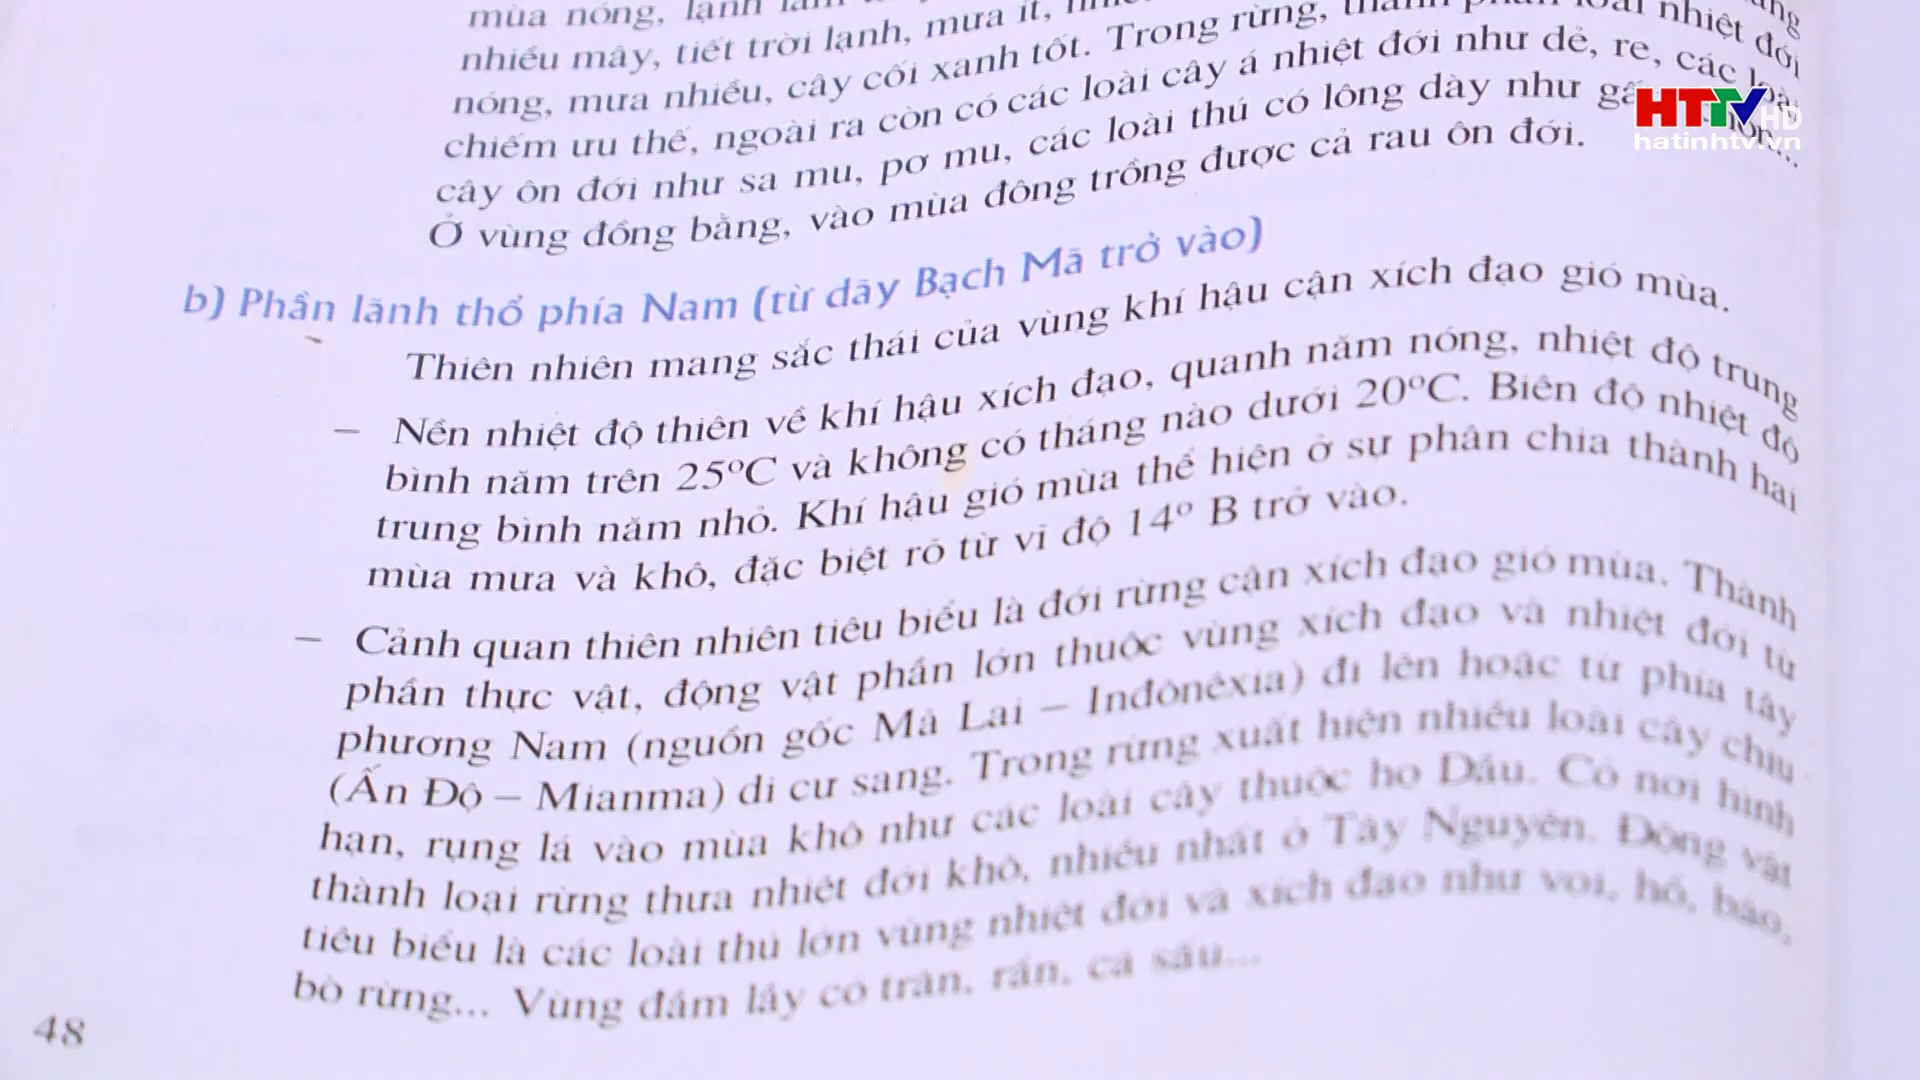 mùa nóng, lạnh
nhiều mây, tiết trời lạnh, mưa ít,
nóng, mưa nhiều, cây cối xanh tốt. Trong rừng, thành phần loài nhiệt đới
chiếm ưu thế, ngoài ra còn có các loài cây á nhiệt đới như dẻ, re, các
cây ôn đới như sa mu, pơ mu, các loài thú có lông dày như
Ở vùng đồng bằng, vào mùa đông trồng được cả rau ôn đới.
HTTV HD
hatinhtv.vn
b) Phần lãnh thổ phía Nam (từ dãy Bạch Mã trở vào)
Thiên nhiên mang sắc thái của vùng khí hậu cận xích đạo gió mùa.
– Nền nhiệt độ thiên về khí hậu xích đạo, quanh năm nóng, nhiệt độ trung
bình năm trên 25°C và không có tháng nào dưới 20°C. Biên độ nhiệt độ
trung bình năm nhỏ. Khí hậu gió mùa thể hiện ở sự phân chia thành hai
mùa mưa và khô, đặc biệt rõ từ vĩ độ 14° B trở vào.
– Cảnh quan thiên nhiên tiêu biểu là đới rừng cận xích đạo gió mùa. Thành
phần thực vật, động vật phần lớn thuộc vùng xích đạo và nhiệt đới từ
phương Nam (nguồn gốc Mã Lai – Inđônêxia) đi lên hoặc từ phía tây
(Ấn Độ – Mianma) di cư sang. Trong rừng xuất hiện nhiều loài cây chịu
hạn, rụng lá vào mùa khô như các loài cây thuộc họ Dầu. Có nơi hình
thành loại rừng thưa nhiệt đới khô, nhiều nhất ở Tây Nguyên. Động vật
tiêu biểu là các loài thú lớn vùng nhiệt đới và xích đạo như voi, hổ, báo,
bò rừng... Vùng đầm lầy có trăn, rắn, cá sấu...
48